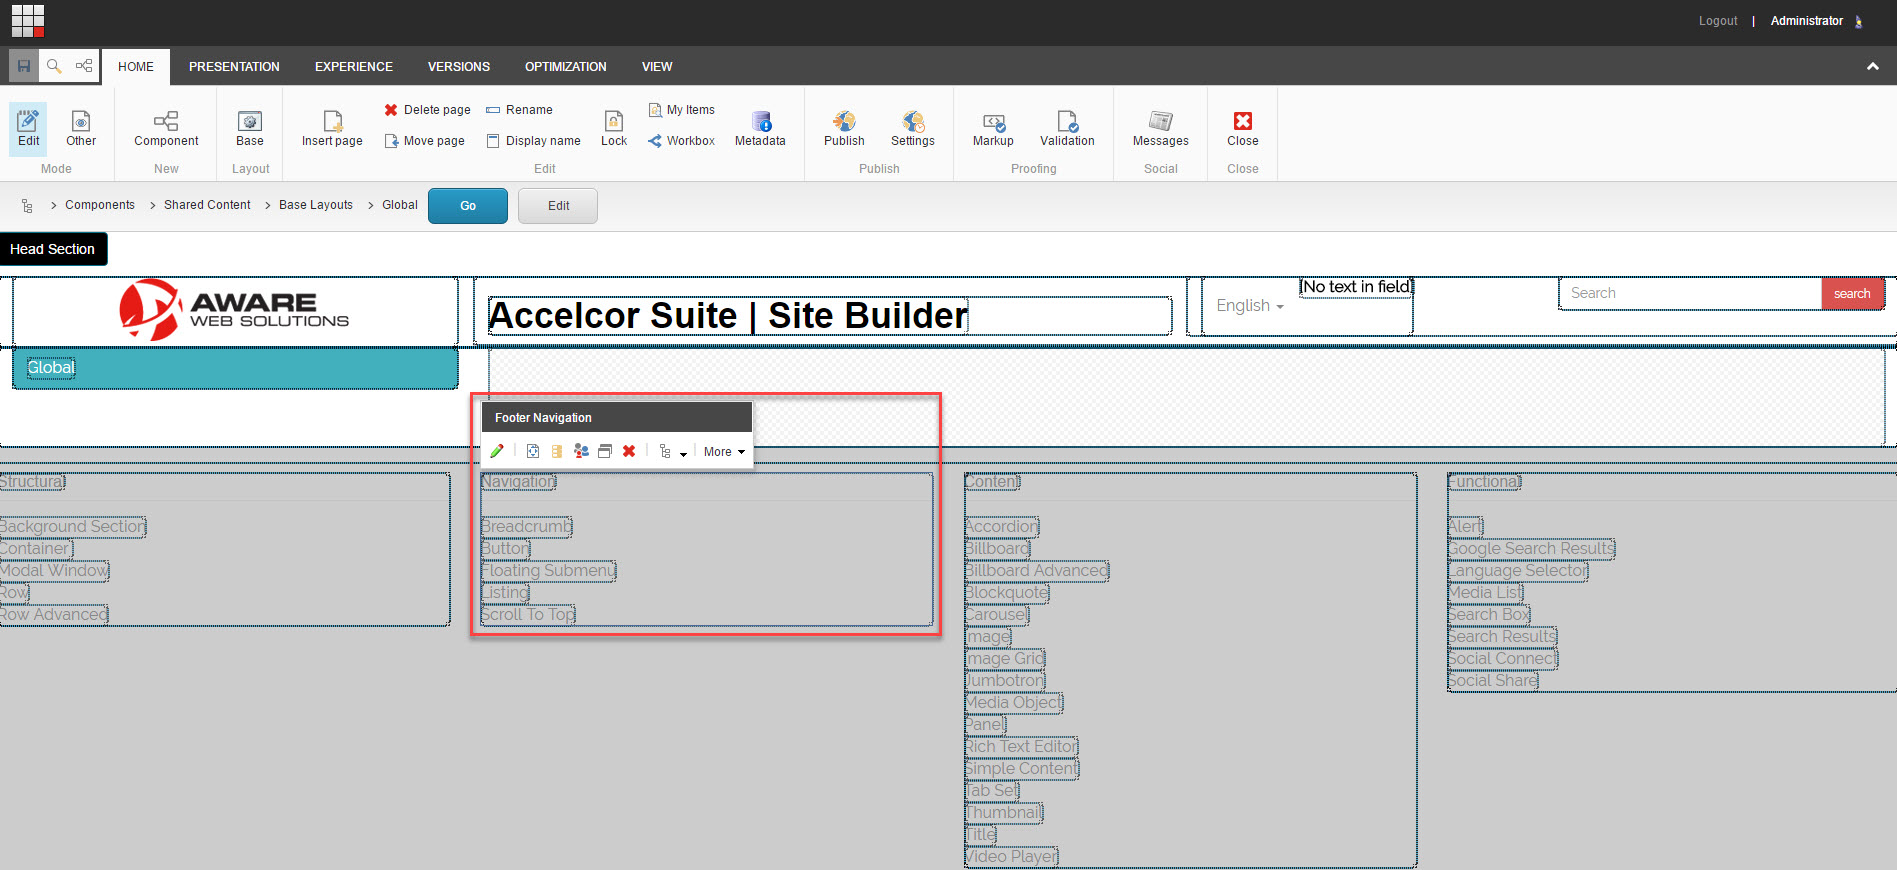 Logout | Administrator
HOME PRESENTATION EXPERIENCE VERSIONS OPTIMIZATION VIEW
Edit Other
Mode
Component
New
Base
Layout
Insert page
Delete page
Move page
Rename
Display name
Lock
My Items
Workbox
Metadata
Edit
Publish Settings
Publish
Markup Validation
Proofing
Messages
Social
Close
Close
Components > Shared Content > Base Layouts > Global Go Edit
Head Section
AWARE
WEB SOLUTIONS
Accelcor Suite | Site Builder
English
[No text in field]
Search search
Global
Footer Navigation
More
Structural
Background Section
Container
Modal Window
Row
Row Advanced
Navigation
Breadcrumb
Button
Floating Submenu
Listing
Scroll To Top
Content
Accordion
Billboard
Billboard Advanced
Blockquote
Carousel
Image
Image Grid
Jumbotron
Media Object
Panel
Rich Text Editor
Simple Content
Tab Set
Thumbnail
Title
Video Player
Functional
Alert
Google Search Results
Language Selector
Media List
Search Box
Search Results
Social Connect
Social Share